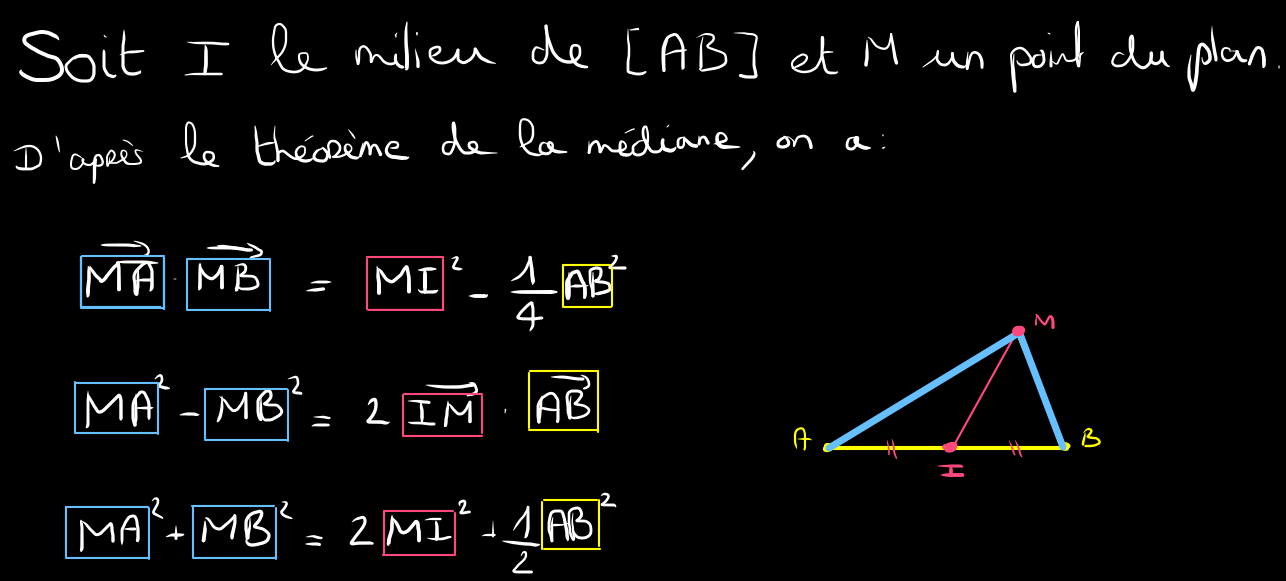 Soit I le milieu de [AB] et M un point du plan.
D'après le théorème de la médiane, on a :
$\overrightarrow{MA} \cdot \overrightarrow{MB} = MI^2 - \frac{1}{4} AB^2$
$MA^2 - MB^2 = 2 \overrightarrow{IM} \cdot \overrightarrow{AB}$
$MA^2 + MB^2 = 2 MI^2 + \frac{1}{2} AB^2$
M
A
B
I